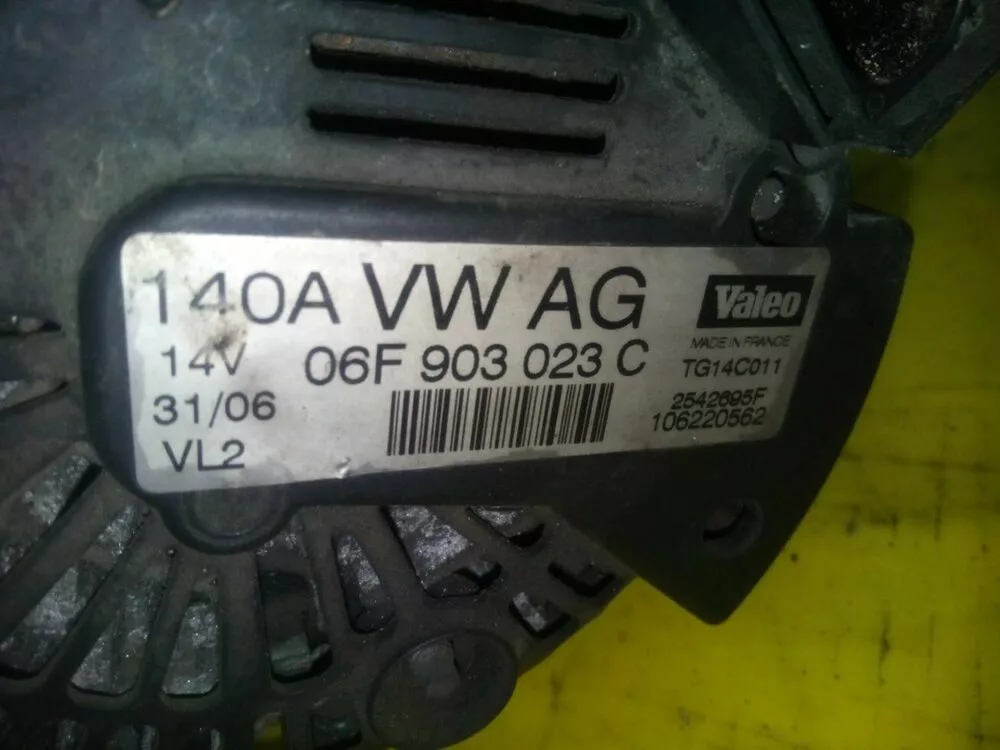 140A VW AG
Valeo
MADE IN FRANCE
14V 06F 903 023 C
TG14C011
31/06
2542695F
106220562
VL2